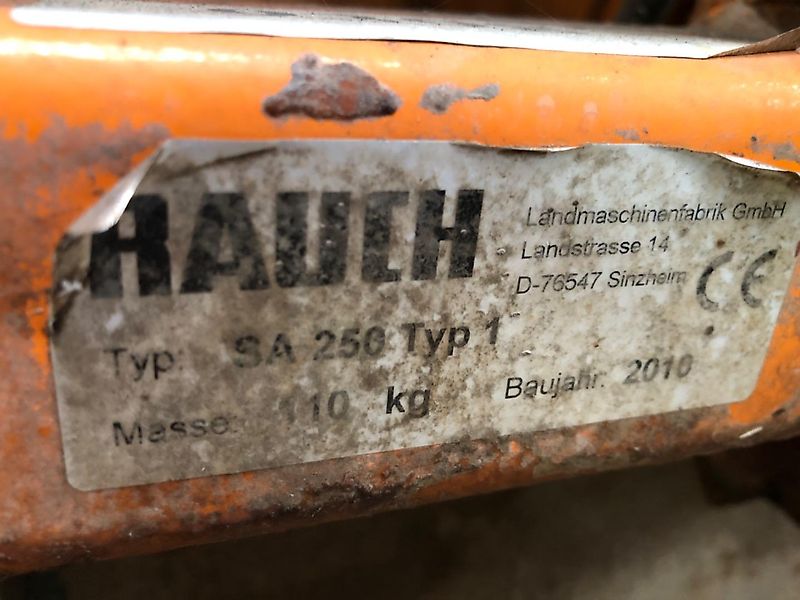 RAUCH
Landmaschinenfabrik GmbH
Landstrasse 14
D-76547 Sinzheim
CE
Typ: SA 250 Typ 1
Masse: 110 kg
Baujahr: 2010